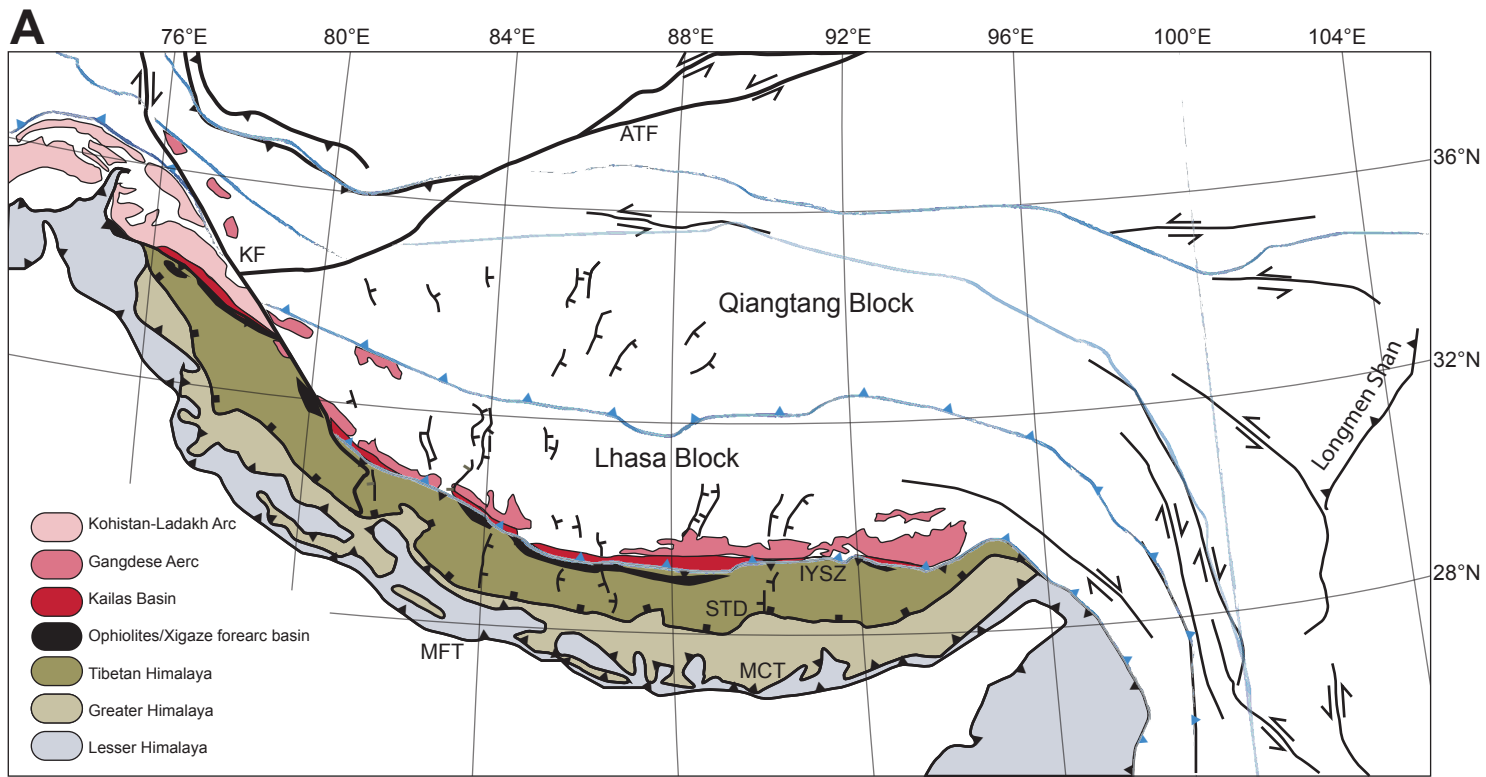 A
76°E 80°E 84°E 88°E 92°E 96°E 100°E 104°E
ATF
36°N
KF
Qiangtang Block
32°N
Longmen Shan
Lhasa Block
Kohistan-Ladakh Arc
Gangdese Aerc
IYSZ
28°N
Kailas Basin
STD
Ophiolites/Xigaze forearc basin
MFT
MCT
Tibetan Himalaya
Greater Himalaya
Lesser Himalaya